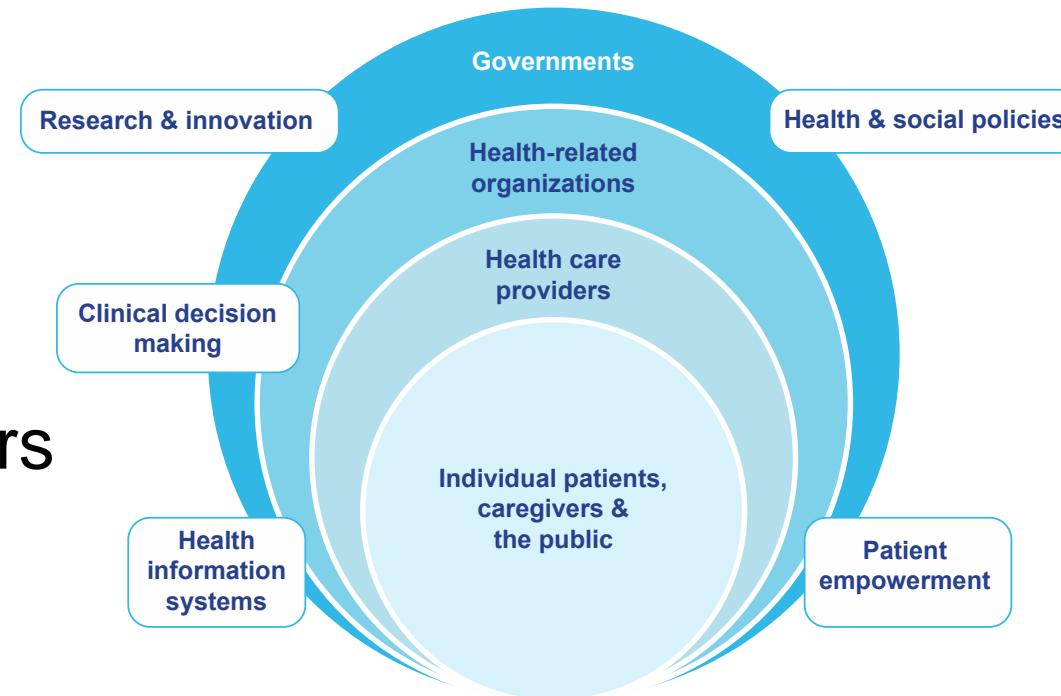 Governments
Research & innovation
Health & social policies
Health-related
organizations
Health care
providers
Clinical decision
making
rs
Individual patients,
caregivers &
the public
Health
information
systems
Patient
empowerment